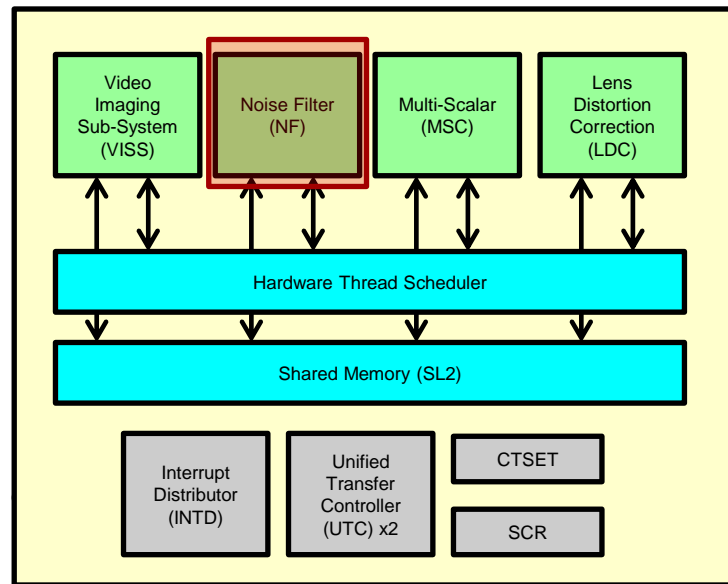 Video
Imaging
Sub-System
(VISS)
Noise Filter
(NF)
Multi-Scalar
(MSC)
Lens
Distortion
Correction
(LDC)
Hardware Thread Scheduler
Shared Memory (SL2)
Interrupt
Distributor
(INTD)
Unified
Transfer
Controller
(UTC) x2
CTSET
SCR